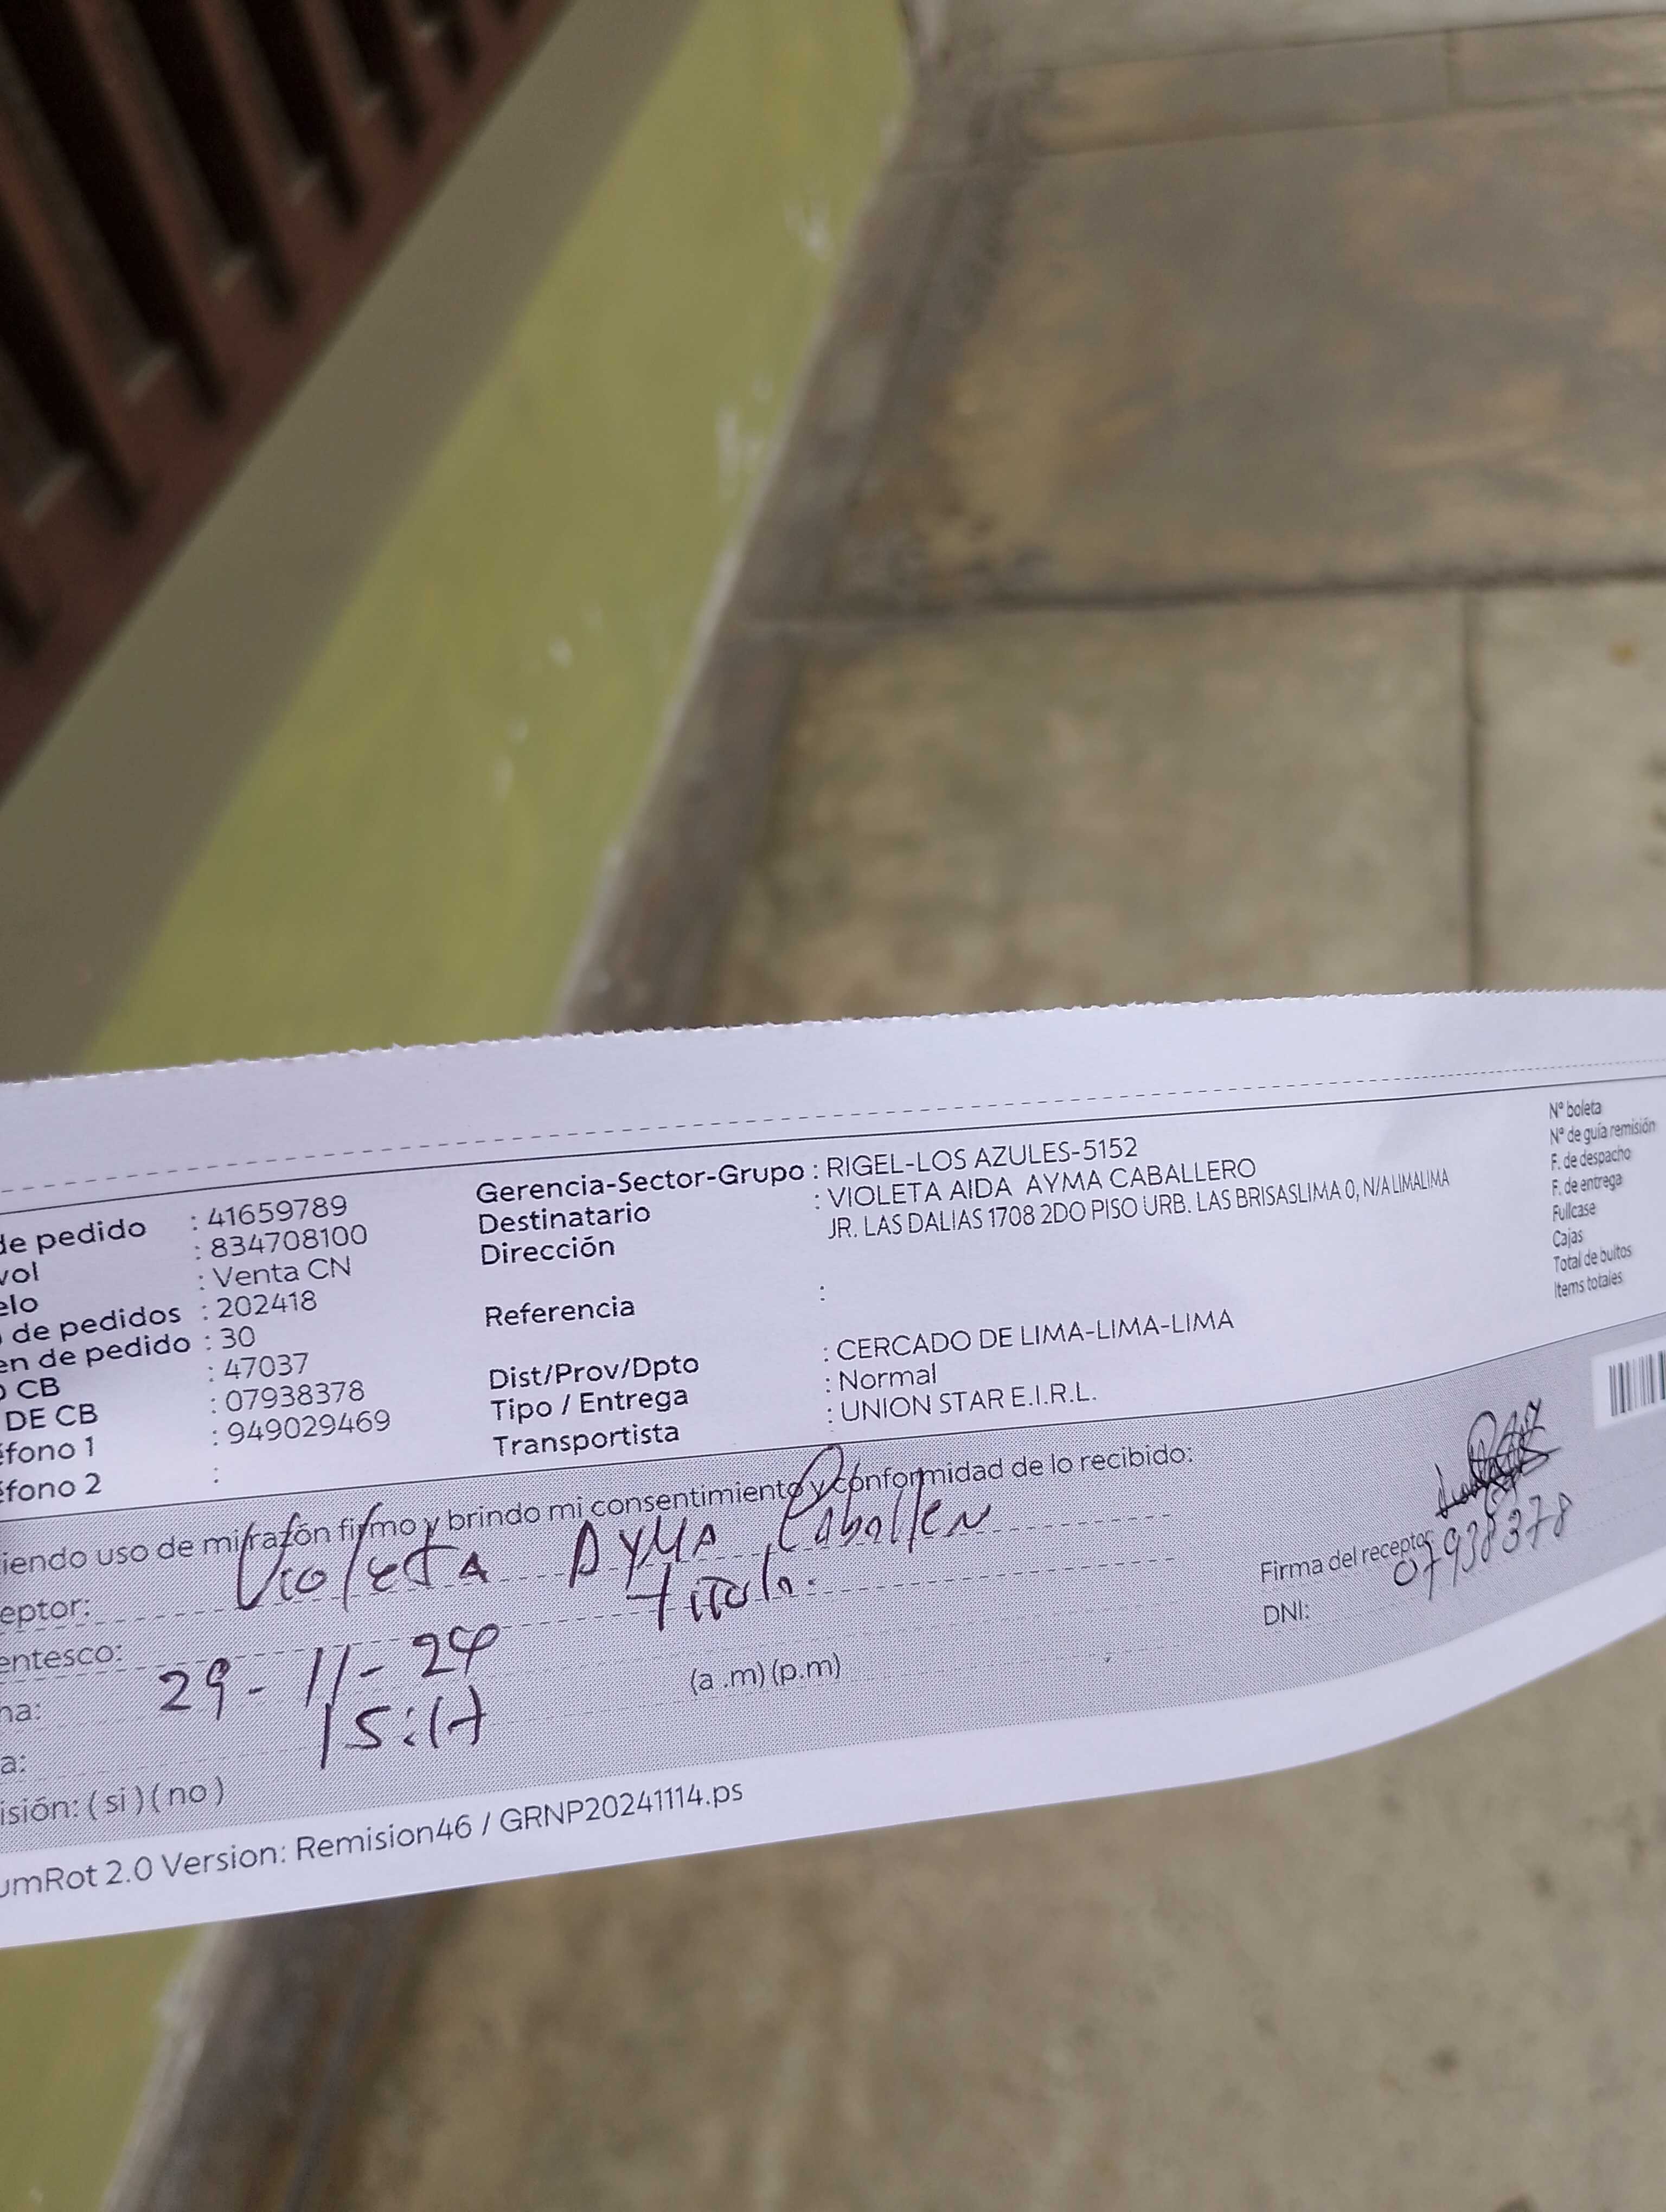 de pedido : 41659789
vol : 834708100
elo : Venta CN
de pedidos : 202418
en de pedido : 30
CB : 47037
DE CB : 07938378
éfono 1 : 949029469
éfono 2 :
Gerencia-Sector-Grupo : RIGEL-LOS AZULES-5152
Destinatario : VIOLETA AIDA AYMA CABALLERO
Dirección JR. LAS DALIAS 1708 2DO PISO URB. LAS BRISASLIMA 0, N/A LIMALIMA
Referencia :
Dist/Prov/Dpto : CERCADO DE LIMA-LIMA-LIMA
Tipo / Entrega : Normal
Transportista : UNION STAR E.I.R.L.
N° boleta
N° de guía remisión
F. de despacho
F. de entrega
Fullcase
Cajas
Total de bultos
Items totales
iendo uso de mi razón firmo y brindo mi consentimiento y conformidad de lo recibido:
eptor: Violeta Ayma Caballero
entesco: Titular
na: 29-11-24
a: 15:17 (a .m) (p.m)
isión: ( si ) ( no )
Firma del receptor
DNI: 07938378
umRot 2.0 Version: Remision46 / GRNP20241114.ps